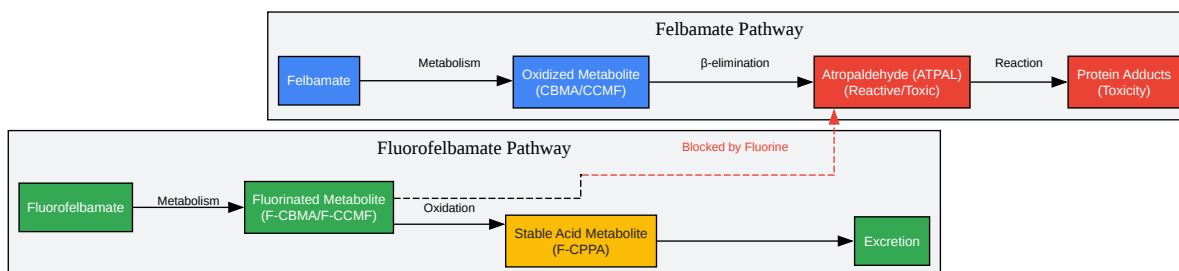 Felbamate Pathway
Felbamate
Metabolism
Oxidized Metabolite
(CBMA/CCMF)
β-elimination
Atropaldehyde (ATPAL)
(Reactive/Toxic)
Reaction
Protein Adducts
(Toxicity)
Fluorofelbamate Pathway
Blocked by Fluorine
Fluorofelbamate
Metabolism
Fluorinated Metabolite
(F-CBMA/F-CCMF)
Oxidation
Stable Acid Metabolite
(F-CPPA)
Excretion